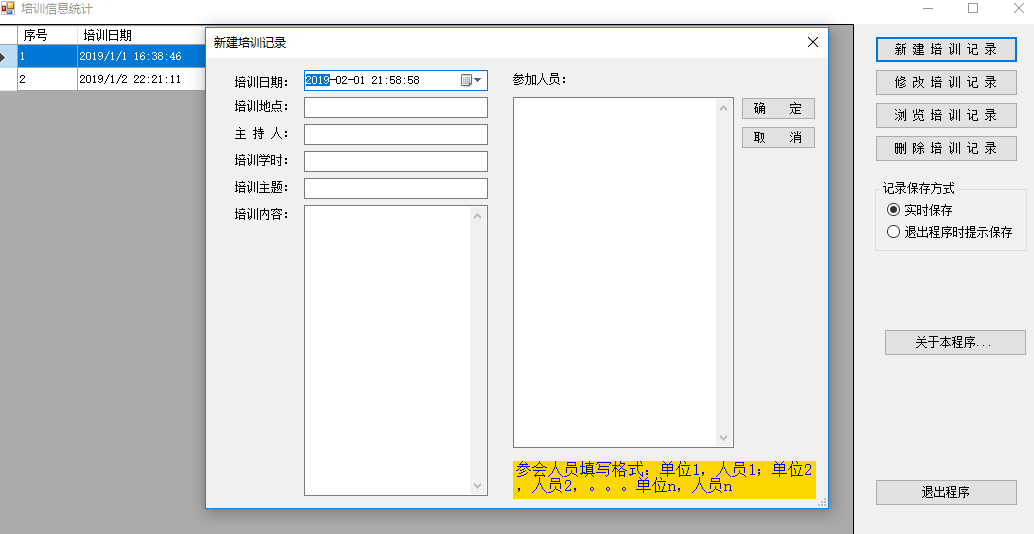 培训信息统计
序号 培训日期
1 2019/1/1 16:38:46
2 2019/1/2 22:21:11
新建培训记录
培训日期： 2019-02-01 21:58:58
培训地点：
主 持 人：
培训学时：
培训主题：
培训内容：
参加人员：
确 定
取 消
参会人员填写格式：单位1，人员1；单位2
，人员2，。。。单位n，人员n
新 建 培 训 记 录
修 改 培 训 记 录
浏 览 培 训 记 录
删 除 培 训 记 录
记录保存方式
实时保存
退出程序时提示保存
关于本程序...
退出程序